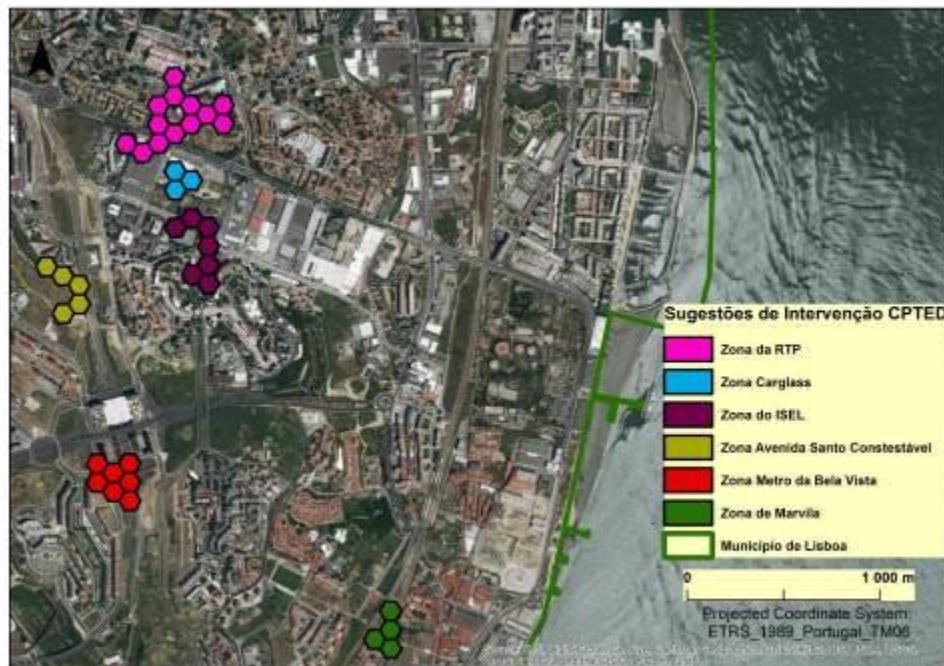 Sugestões de Intervenção CPTED
Zona da RTP
Zona Carglass
Zona do ISEL
Zona Avenida Santo Constestável
Zona Metro da Bela Vista
Zona de Marvila
Município de Lisboa
0 1 000 m
Projected Coordinate System:
ETRS_1989_Portugal_TM06